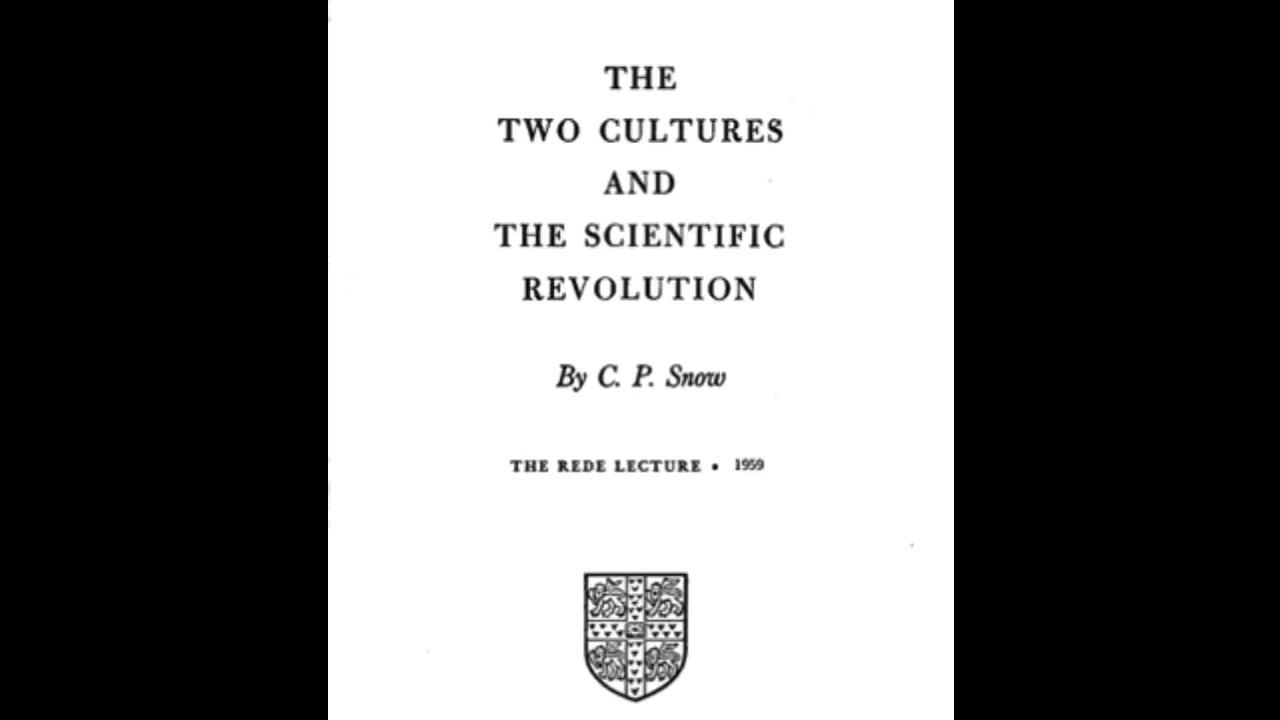 THE
TWO CULTURES
AND
THE SCIENTIFIC
REVOLUTION
By C. P. Snow
THE REDE LECTURE • 1959